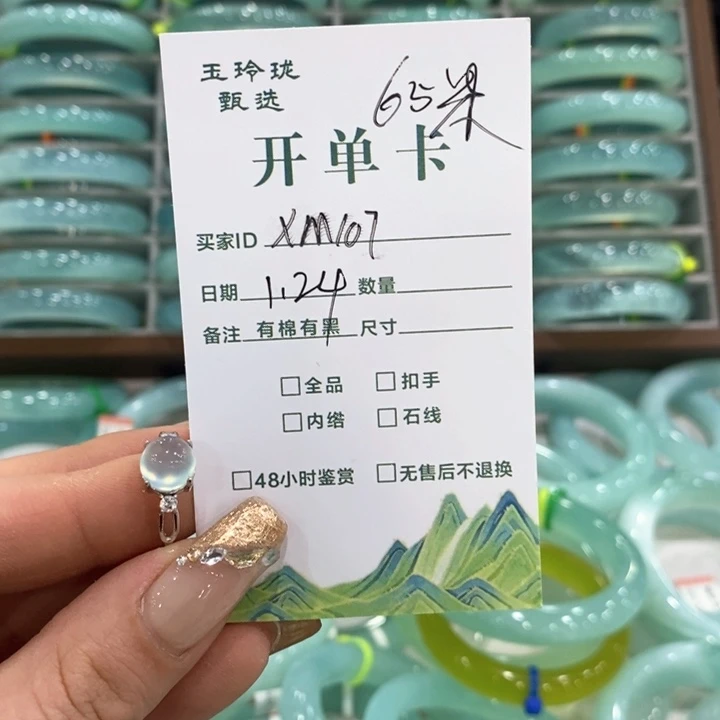 玉玲珑
甄选
65果
开单卡
买家ID XM107
日期 1.24 数量
备注 有棉有黑 尺寸
全品 扣手
内绺 石线
48小时鉴赏 无售后不退换